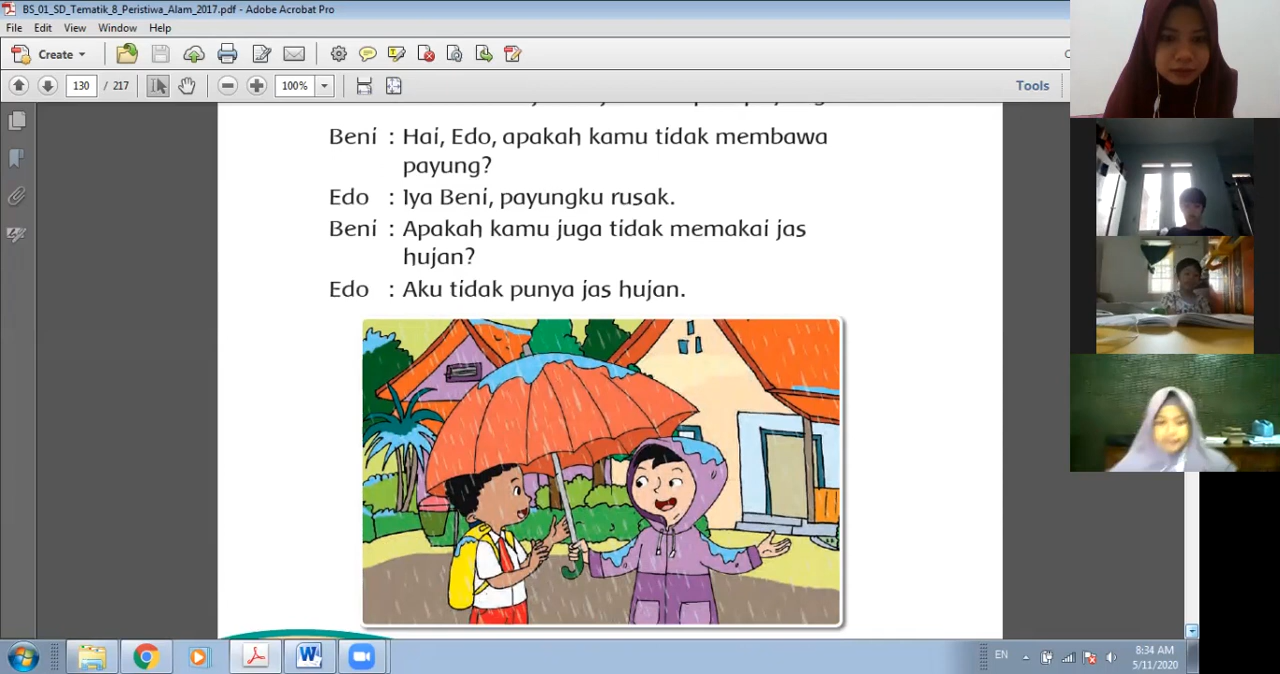 BS_01_SD_Tematik_8_Peristiwa_Alam_2017.pdf - Adobe Acrobat Pro
File Edit View Window Help
Create
130 / 217 100% Tools
Beni : Hai, Edo, apakah kamu tidak membawa
payung?
Edo : Iya Beni, payungku rusak.
Beni : Apakah kamu juga tidak memakai jas
hujan?
Edo : Aku tidak punya jas hujan.
EN
8:34 AM
5/11/2020